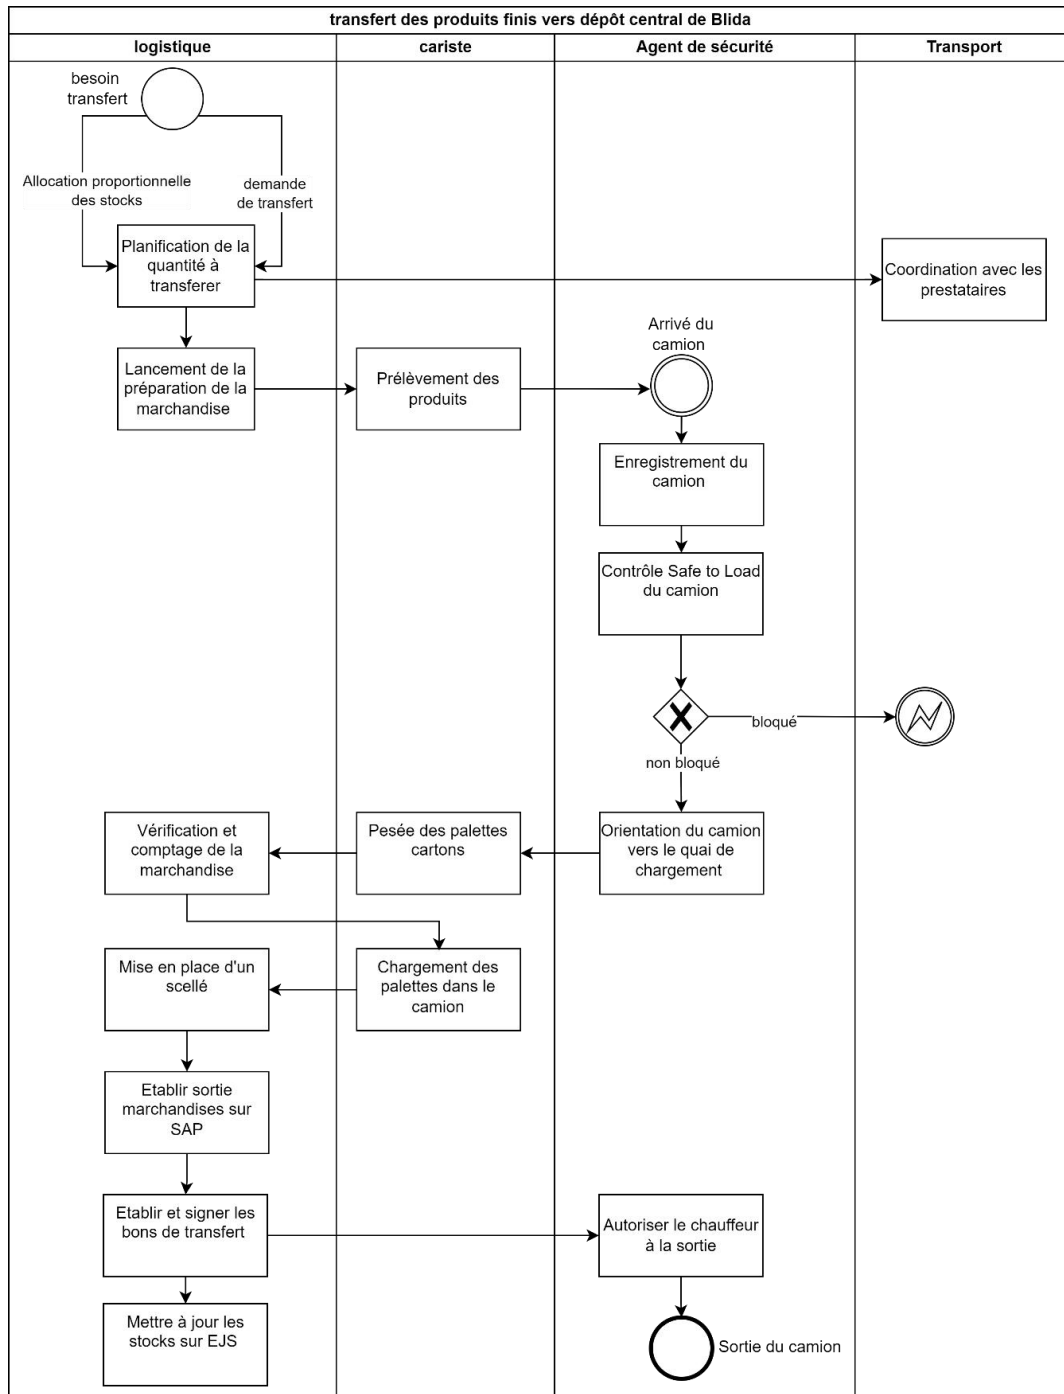 transfert des produits finis vers dépôt central de Blida
logistique
cariste
Agent de sécurité
Transport
besoin
transfert
Allocation proportionnelle
des stocks
demande
de transfert
Planification de la
quantité à
transferer
Coordination avec les
prestataires
Arrivé du
camion
Lancement de la
préparation de la
marchandise
Prélèvement des
produits
Enregistrement du
camion
Contrôle Safe to Load
du camion
bloqué
non bloqué
Vérification et
comptage de la
marchandise
Pesée des palettes
cartons
Orientation du camion
vers le quai de
chargement
Mise en place d'un
scellé
Chargement des
palettes dans le
camion
Etablir sortie
marchandises sur
SAP
Etablir et signer les
bons de transfert
Autoriser le chauffeur
à la sortie
Mettre à jour les
stocks sur EJS
Sortie du camion